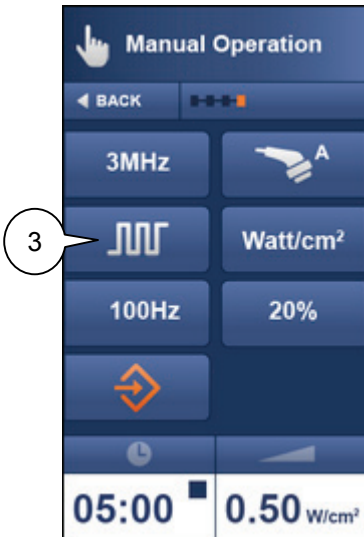 Manual Operation
◀ BACK
3MHz
A
3
Watt/cm²
100Hz
20%
05:00
0.50 W/cm²